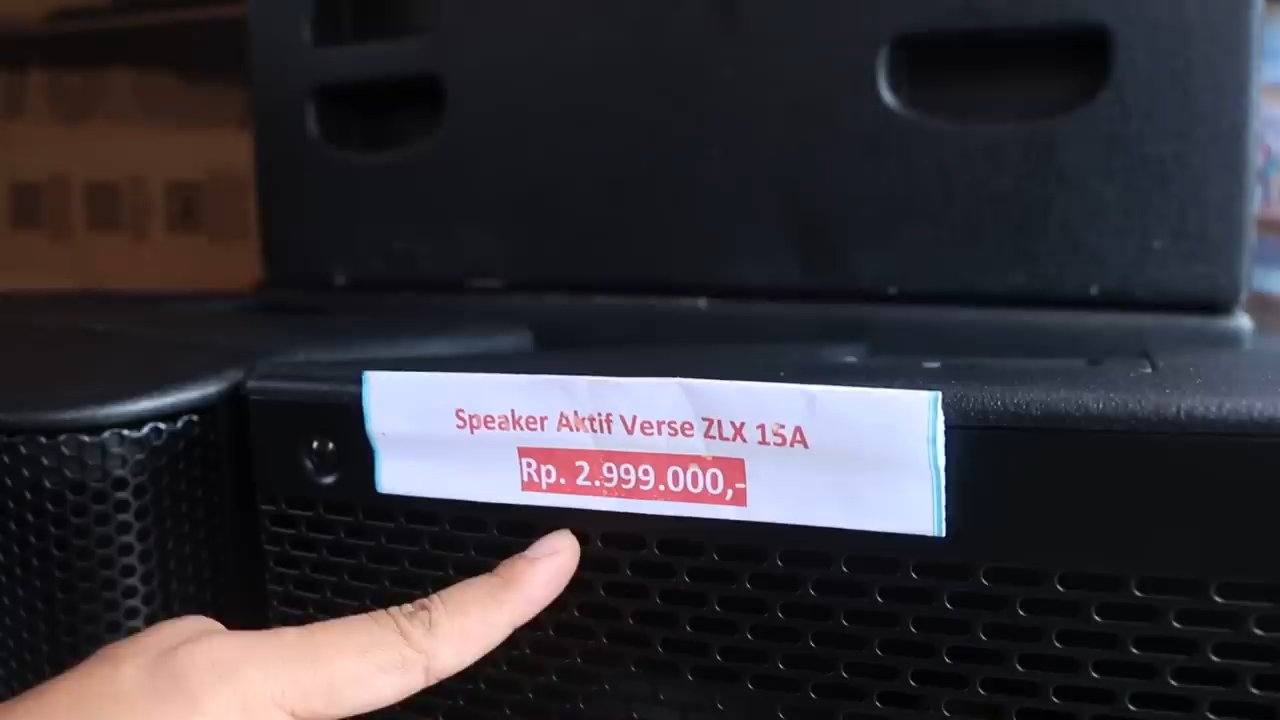 Speaker Aktif Verse ZLX 15A
Rp. 2.999.000,-